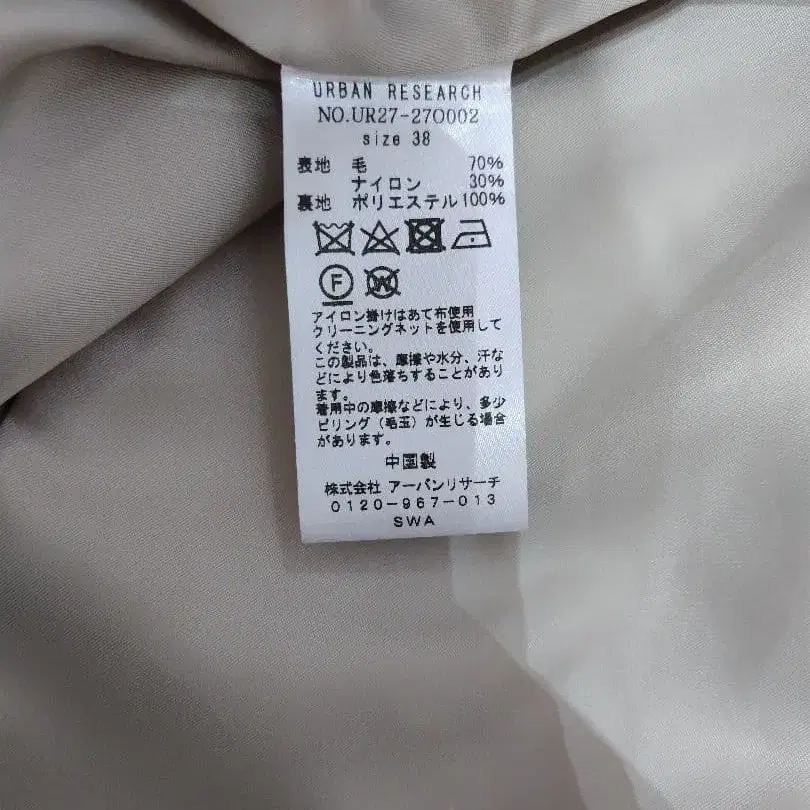 URBAN RESEARCH
NO.UR27-27O002
size 38
表地 毛 70%
ナイロン 30%
裏地 ポリエステル 100%
F W
アイロン掛けはあて布使用
クリーニングネットを使用して
ください。
この製品は、摩擦や水分、汗な
どにより色落ちすることがあり
ます。
着用中の摩擦などにより、多少
ピリング（毛玉）が生じる場合
があります。
中国製
株式会社 アーバンリサーチ
0120-967-013
SWA